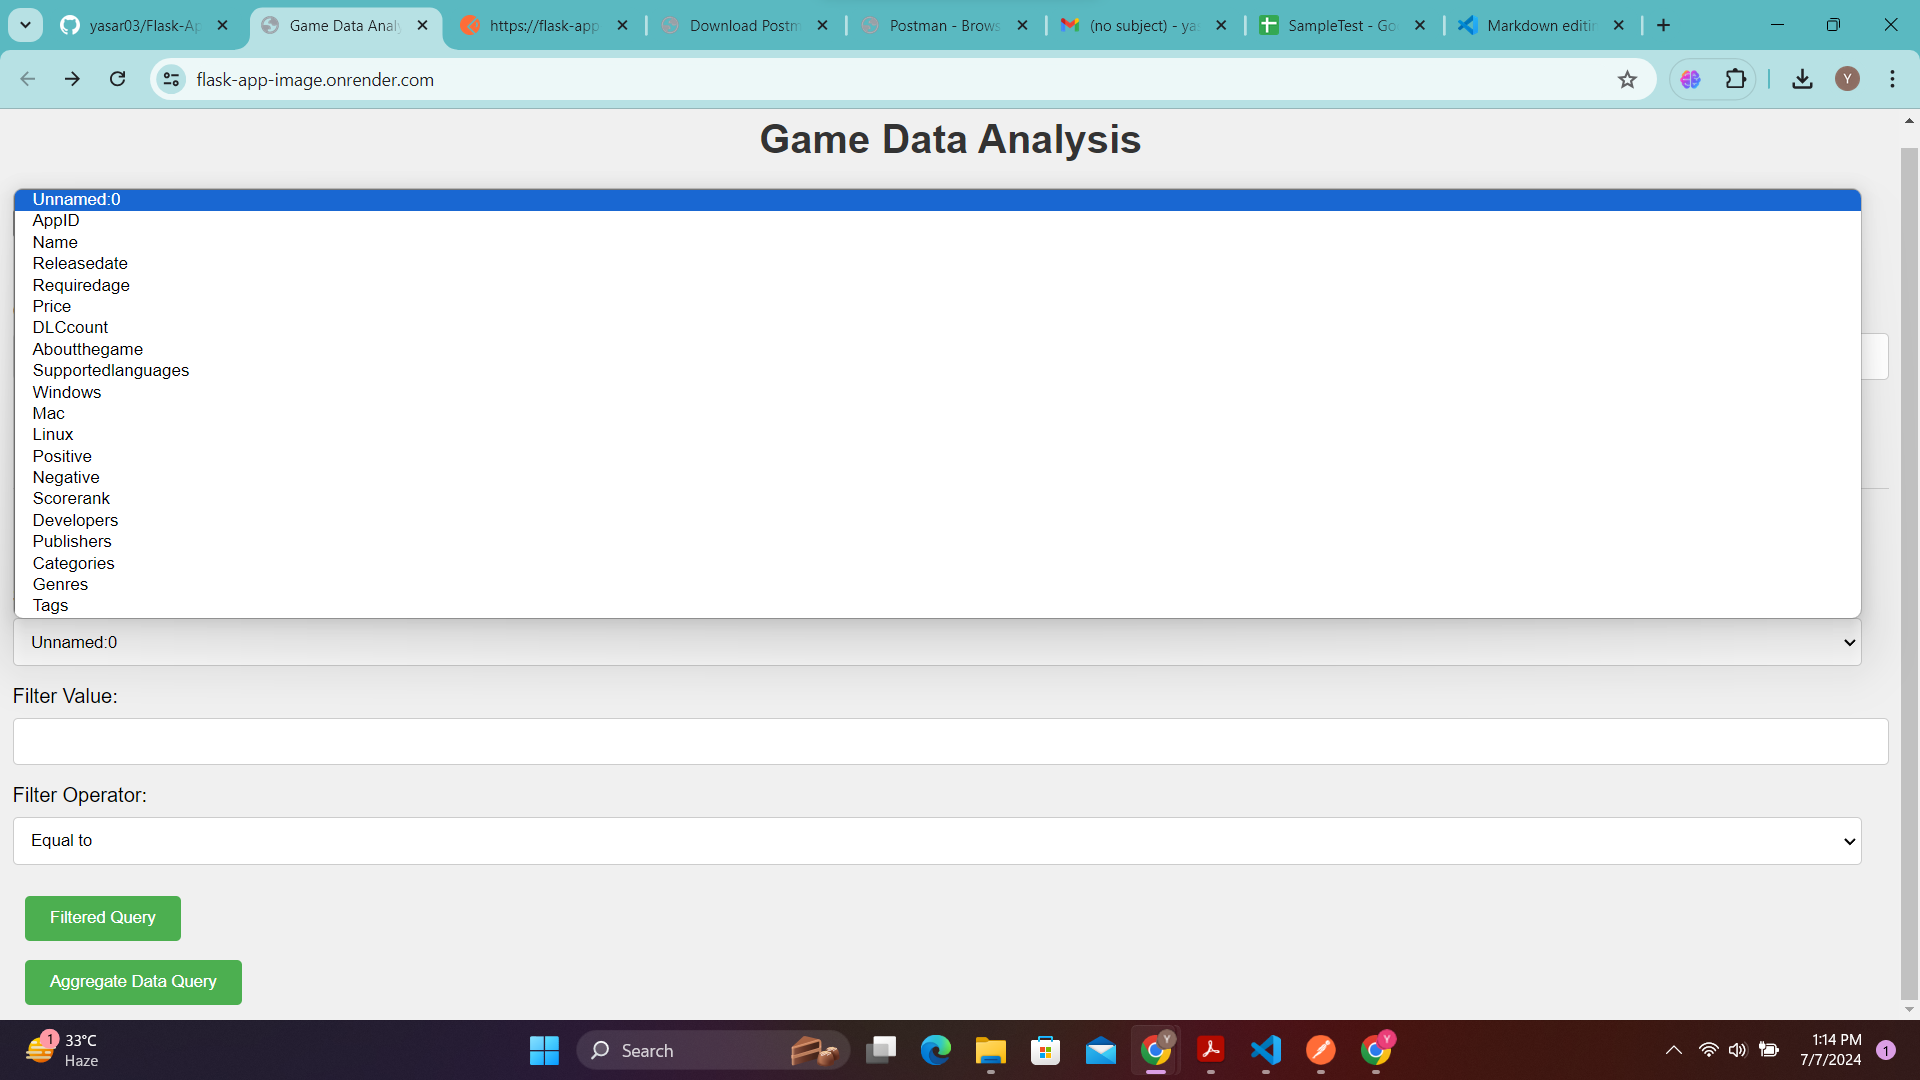 yasar03/Flask-Ap
Game Data Analy
https://flask-app
Download Postm
Postman - Brows
(no subject) - yas
SampleTest - Goo
Markdown editin
flask-app-image.onrender.com
Y
Game Data Analysis
Unnamed:0
AppID
Name
Releasedate
Requiredage
Price
DLCcount
Aboutthegame
Supportedlanguages
Windows
Mac
Linux
Positive
Negative
Scorerank
Developers
Publishers
Categories
Genres
Tags
Unnamed:0
Filter Value:
Filter Operator:
Equal to
Filtered Query
Aggregate Data Query
1
33°C
Haze
Search
Y
Y
1:14 PM
7/7/2024
1